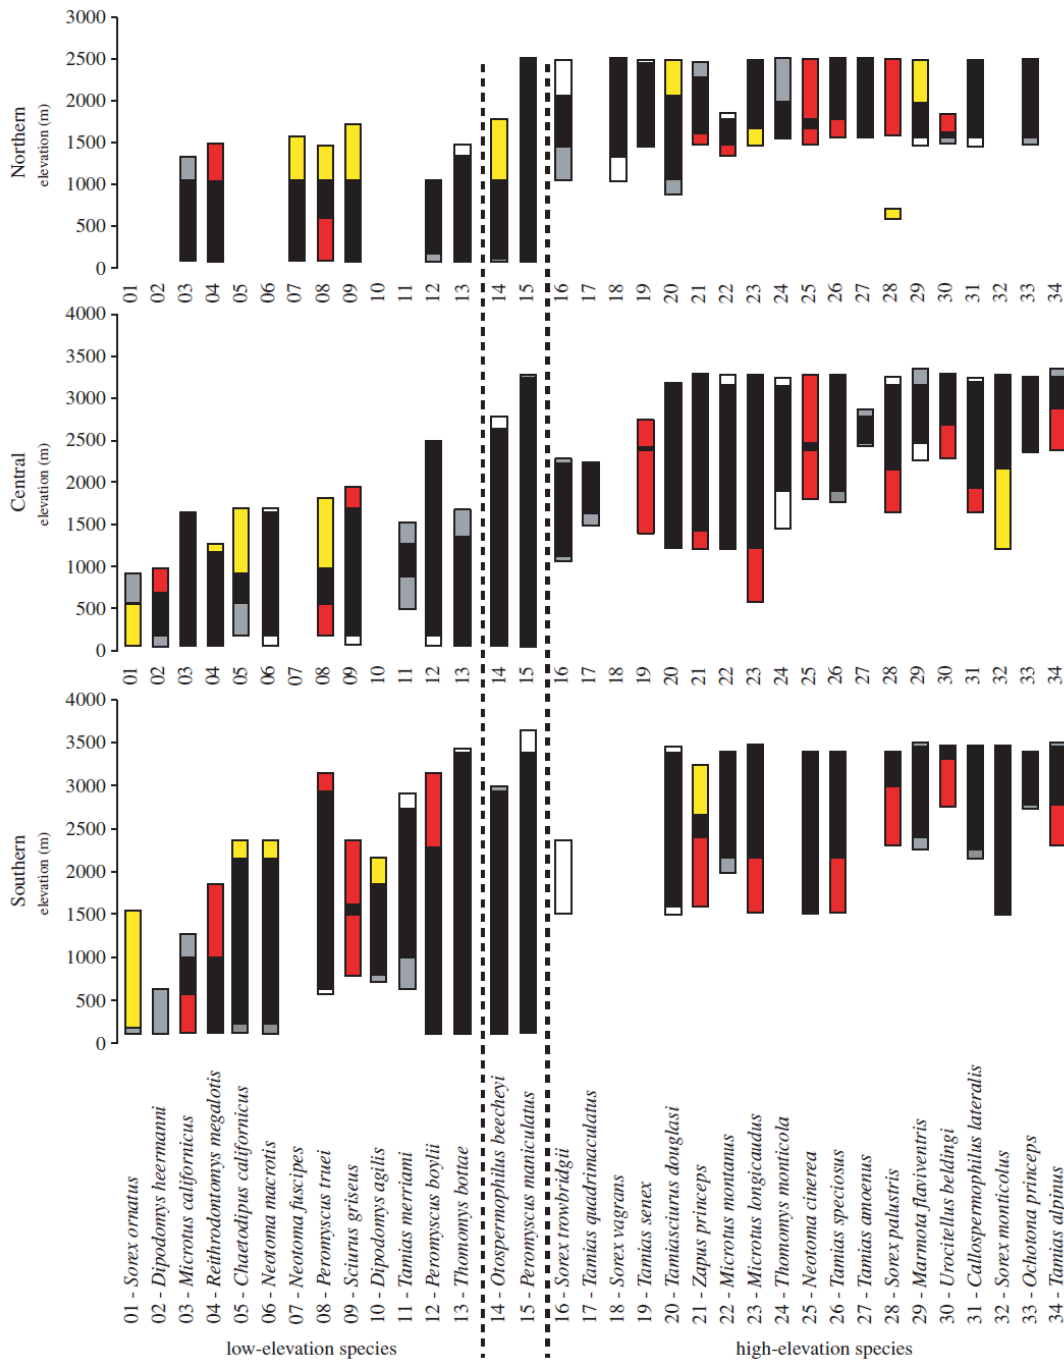 3000
2500
2000
1500
1000
500
0
Northern
elevation (m)
01 02 03 04 05 06 07 08 09 10 11 12 13 14 15 16 17 18 19 20 21 22 23 24 25 26 27 28 29 30 31 32 33 34
4000
3500
3000
2500
2000
1500
1000
500
0
Central
elevation (m)
01 02 03 04 05 06 07 08 09 10 11 12 13 14 15 16 17 18 19 20 21 22 23 24 25 26 27 28 29 30 31 32 33 34
4000
3500
3000
2500
2000
1500
1000
500
0
Southern
elevation (m)
01 - Sorex ornatus
02 - Dipodomys heermanni
03 - Microtus californicus
04 - Reithrodontomys megalotis
05 - Chaetodipus californicus
06 - Neotoma macrotis
07 - Neotoma fuscipes
08 - Peromyscus truei
09 - Sciurus griseus
10 - Dipodomys agilis
11 - Tamias merriami
12 - Peromyscus boylii
13 - Thomomys bottae
14 - Otospermophilus beecheyi
15 - Peromyscus maniculatus
16 - Sorex trowbridgii
17 - Tamias quadrimaculatus
18 - Sorex vagrans
19 - Tamias senex
20 - Tamiasciurus douglasi
21 - Zapus princeps
22 - Microtus montanus
23 - Microtus longicaudus
24 - Thomomys monticola
25 - Neotoma cinerea
26 - Tamias speciosus
27 - Tamias amoenus
28 - Sorex palustris
29 - Marmota flaviventris
30 - Urocitellus beldingi
31 - Callospermophilus lateralis
32 - Sorex monticolus
33 - Ochotona princeps
34 - Tamias alpinus
low-elevation species
high-elevation species